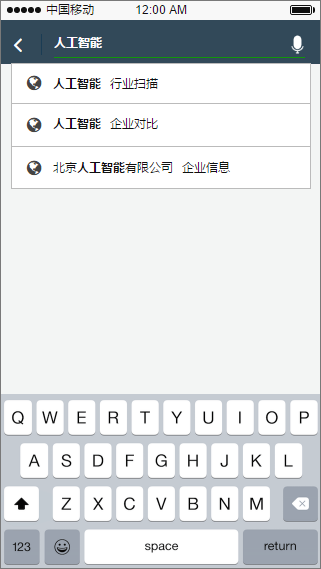 中国移动 12:00 AM
人工智能
人工智能 行业扫描
人工智能 企业对比
北京人工智能有限公司 企业信息
Q W E R T Y U I O P
A S D F G H J K L
Z X C V B N M
123 space return